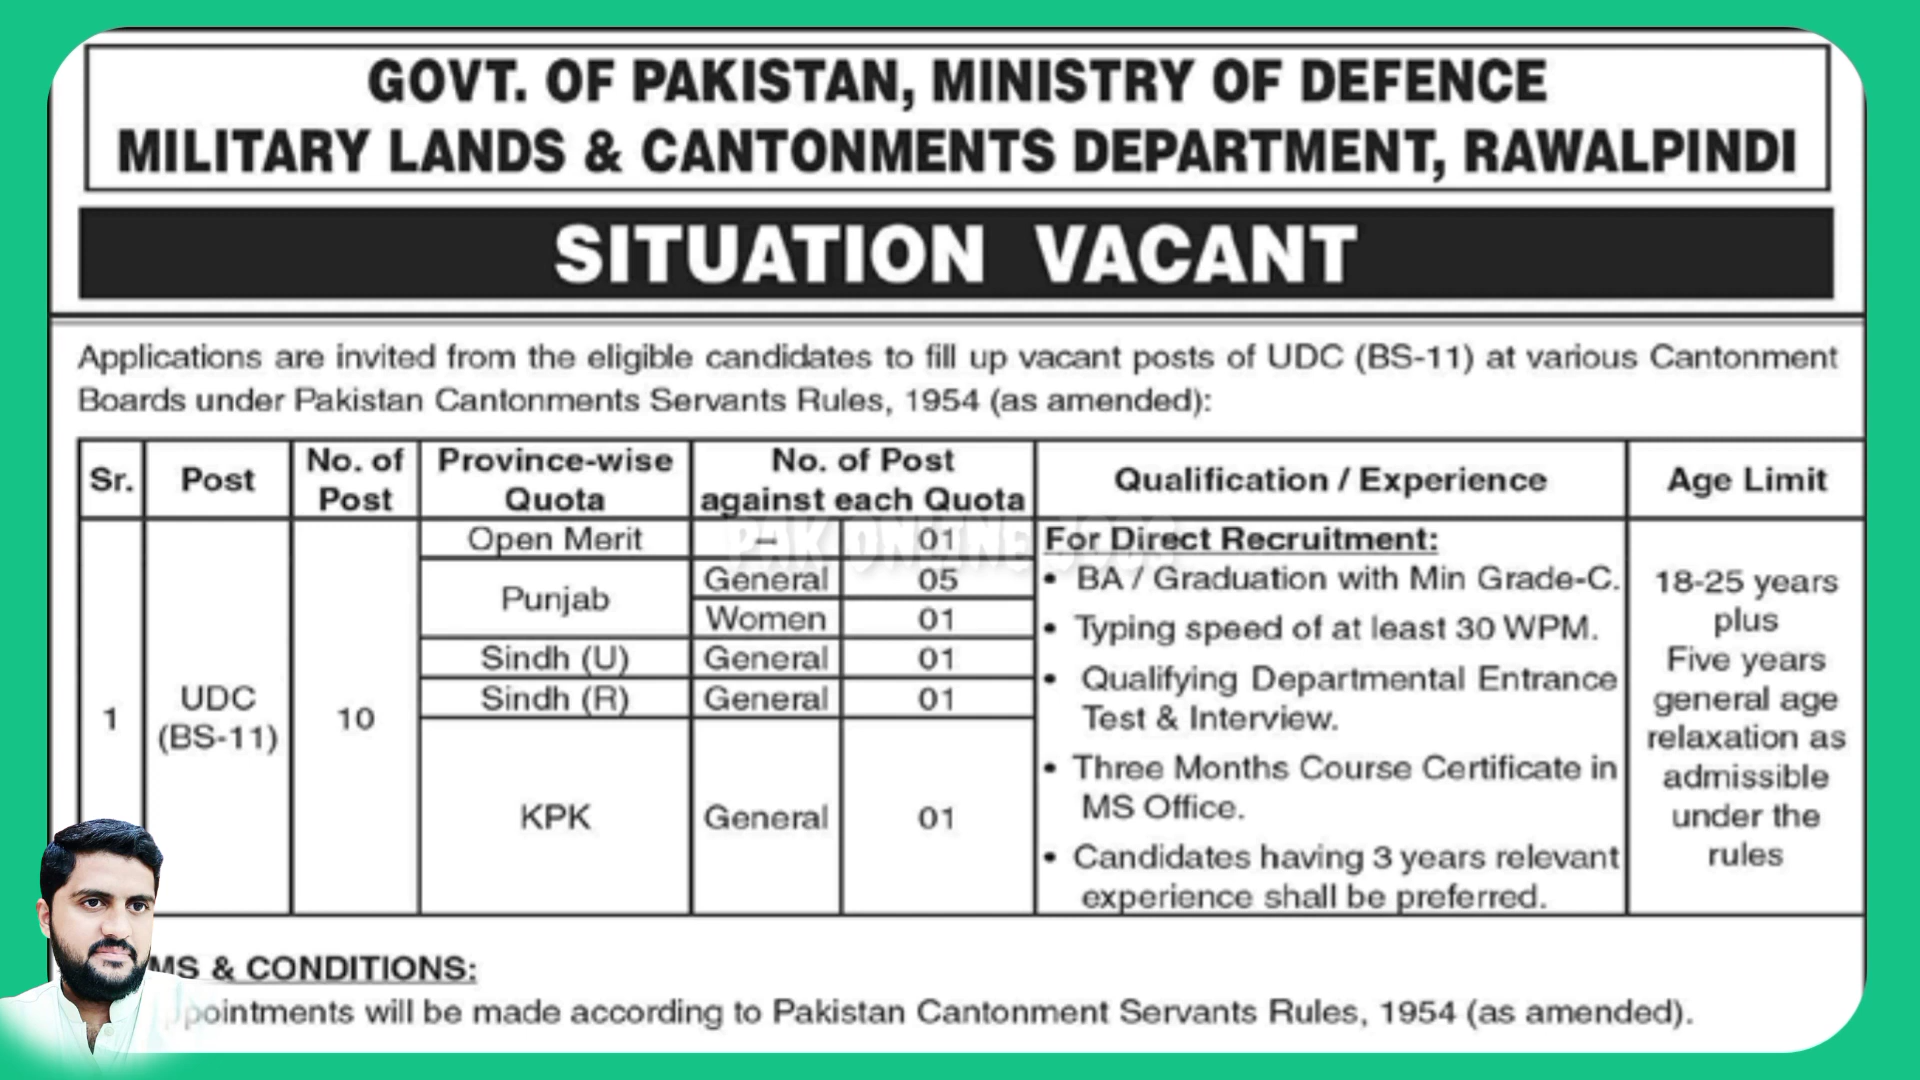 GOVT. OF PAKISTAN, MINISTRY OF DEFENCE
MILITARY LANDS & CANTONMENTS DEPARTMENT, RAWALPINDI
SITUATION VACANT
Applications are invited from the eligible candidates to fill up vacant posts of UDC (BS-11) at various Cantonment
Boards under Pakistan Cantonments Servants Rules, 1954 (as amended):
Sr.
Post
No. of
Post
Province-wise
Quota
No. of Post
against each Quota
Qualification / Experience
Age Limit
1
UDC
(BS-11)
10
Open Merit – 01
Punjab
General 05
Women 01
Sindh (U) General 01
Sindh (R) General 01
KPK General 01
For Direct Recruitment:
• BA / Graduation with Min Grade-C.
• Typing speed of at least 30 WPM.
• Qualifying Departmental Entrance
Test & Interview.
• Three Months Course Certificate in
MS Office.
• Candidates having 3 years relevant
experience shall be preferred.
18-25 years
plus
Five years
general age
relaxation as
admissible
under the
rules
PAK ONLINE JOBS
MS & CONDITIONS:
ppointments will be made according to Pakistan Cantonment Servants Rules, 1954 (as amended).